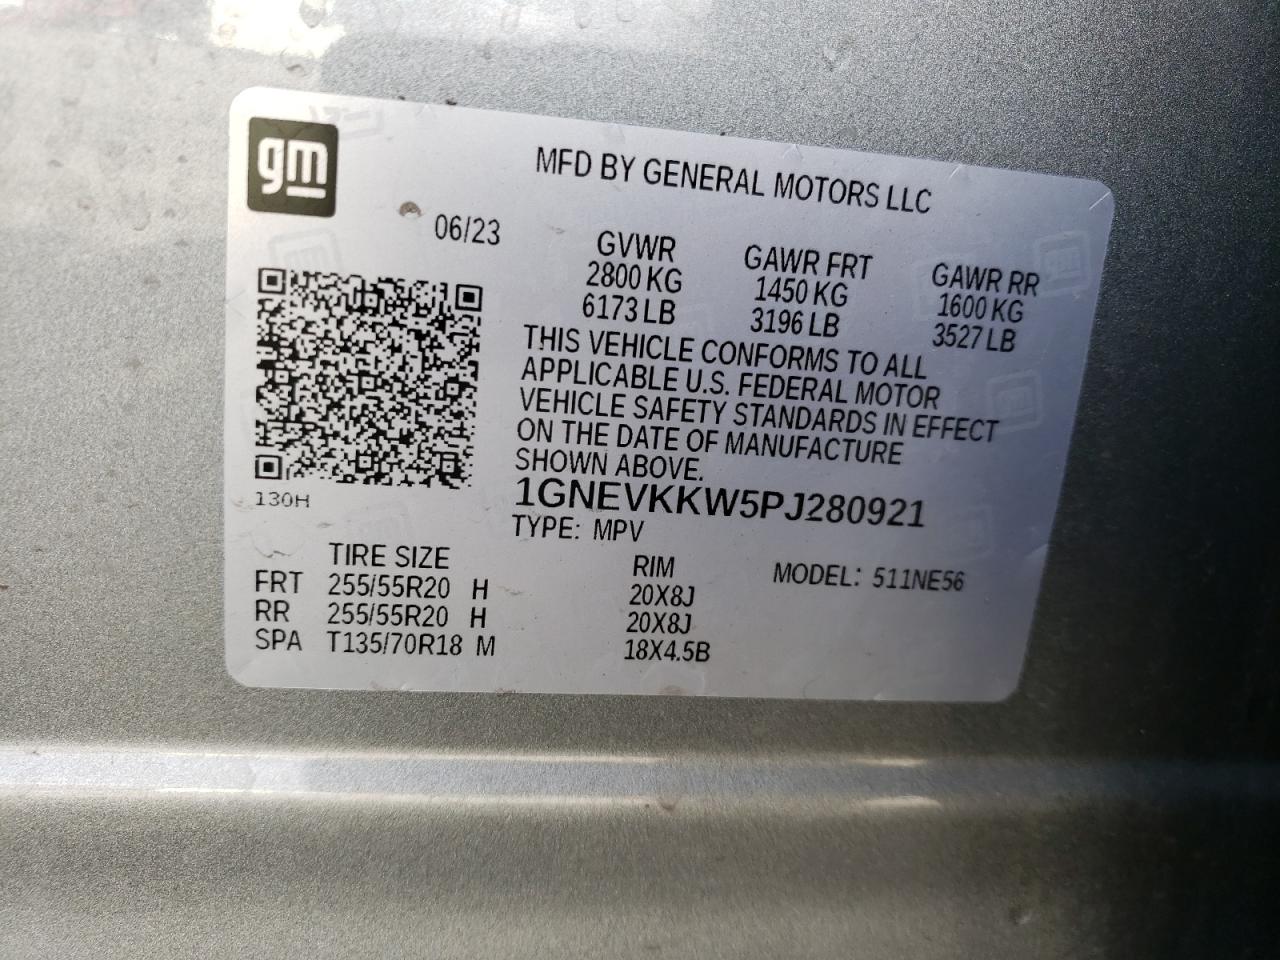 gm
MFD BY GENERAL MOTORS LLC
06/23
GVWR GAWR FRT GAWR RR
2800 KG 1450 KG 1600 KG
6173 LB 3196 LB 3527 LB
THIS VEHICLE CONFORMS TO ALL
APPLICABLE U.S. FEDERAL MOTOR
VEHICLE SAFETY STANDARDS IN EFFECT
ON THE DATE OF MANUFACTURE
SHOWN ABOVE.
130H
1GNEVKKW5PJ280921
TYPE: MPV
TIRE SIZE RIM MODEL: 511NE56
FRT 255/55R20 H 20X8J
RR 255/55R20 H 20X8J
SPA T135/70R18 M 18X4.5B